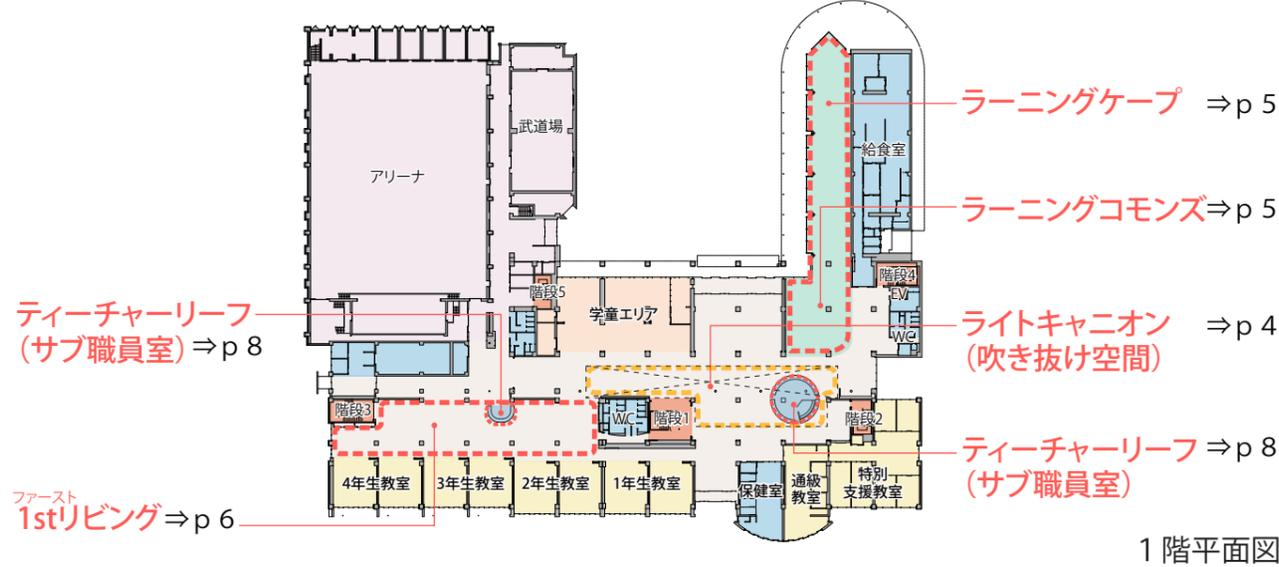 ラーニングケープ ⇒p 5
武道場
給食室
アリーナ
ラーニングコモンズ⇒p 5
階段4
EV
WC
階段5
学童エリア
ティーチャーリーフ
(サブ職員室)⇒p 8
ライトキャニオン ⇒p 4
(吹き抜け空間)
階段3
WC
階段1
階段2
ティーチャーリーフ ⇒p 8
(サブ職員室)
4年生教室
3年生教室
2年生教室
1年生教室
保健室
通級
教室
特別
支援教室
ファースト
1stリビング⇒p 6
1階平面図